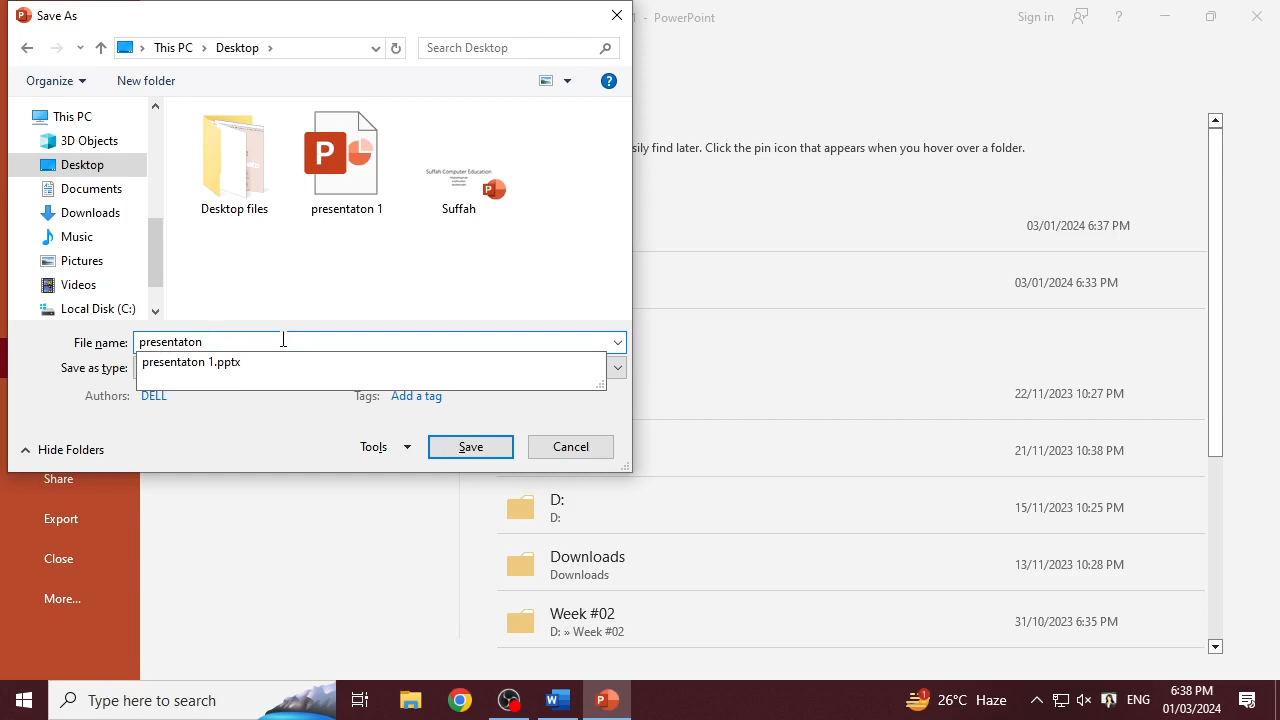 Save As
1 - PowerPoint
Sign in
?
This PC
Desktop
Search Desktop
Organize
New folder
?
This PC
3D Objects
Desktop
Documents
Downloads
Music
Pictures
Videos
Local Disk (C:)
Desktop files
P
presentaton 1
Suffah Computer Education
P
Suffah
File name:
presentaton
presentaton 1.pptx
Save as type:
Authors:
DELL
Tags:
Add a tag
Hide Folders
Tools
Save
Cancel
sily find later. Click the pin icon that appears when you hover over a folder.
03/01/2024 6:37 PM
03/01/2024 6:33 PM
22/11/2023 10:27 PM
21/11/2023 10:38 PM
D:
D:
15/11/2023 10:25 PM
Downloads
Downloads
13/11/2023 10:28 PM
Week #02
D: » Week #02
31/10/2023 6:35 PM
Share
Export
Close
More...
Type here to search
W
P
1
26°C Haze
ENG
6:38 PM
01/03/2024